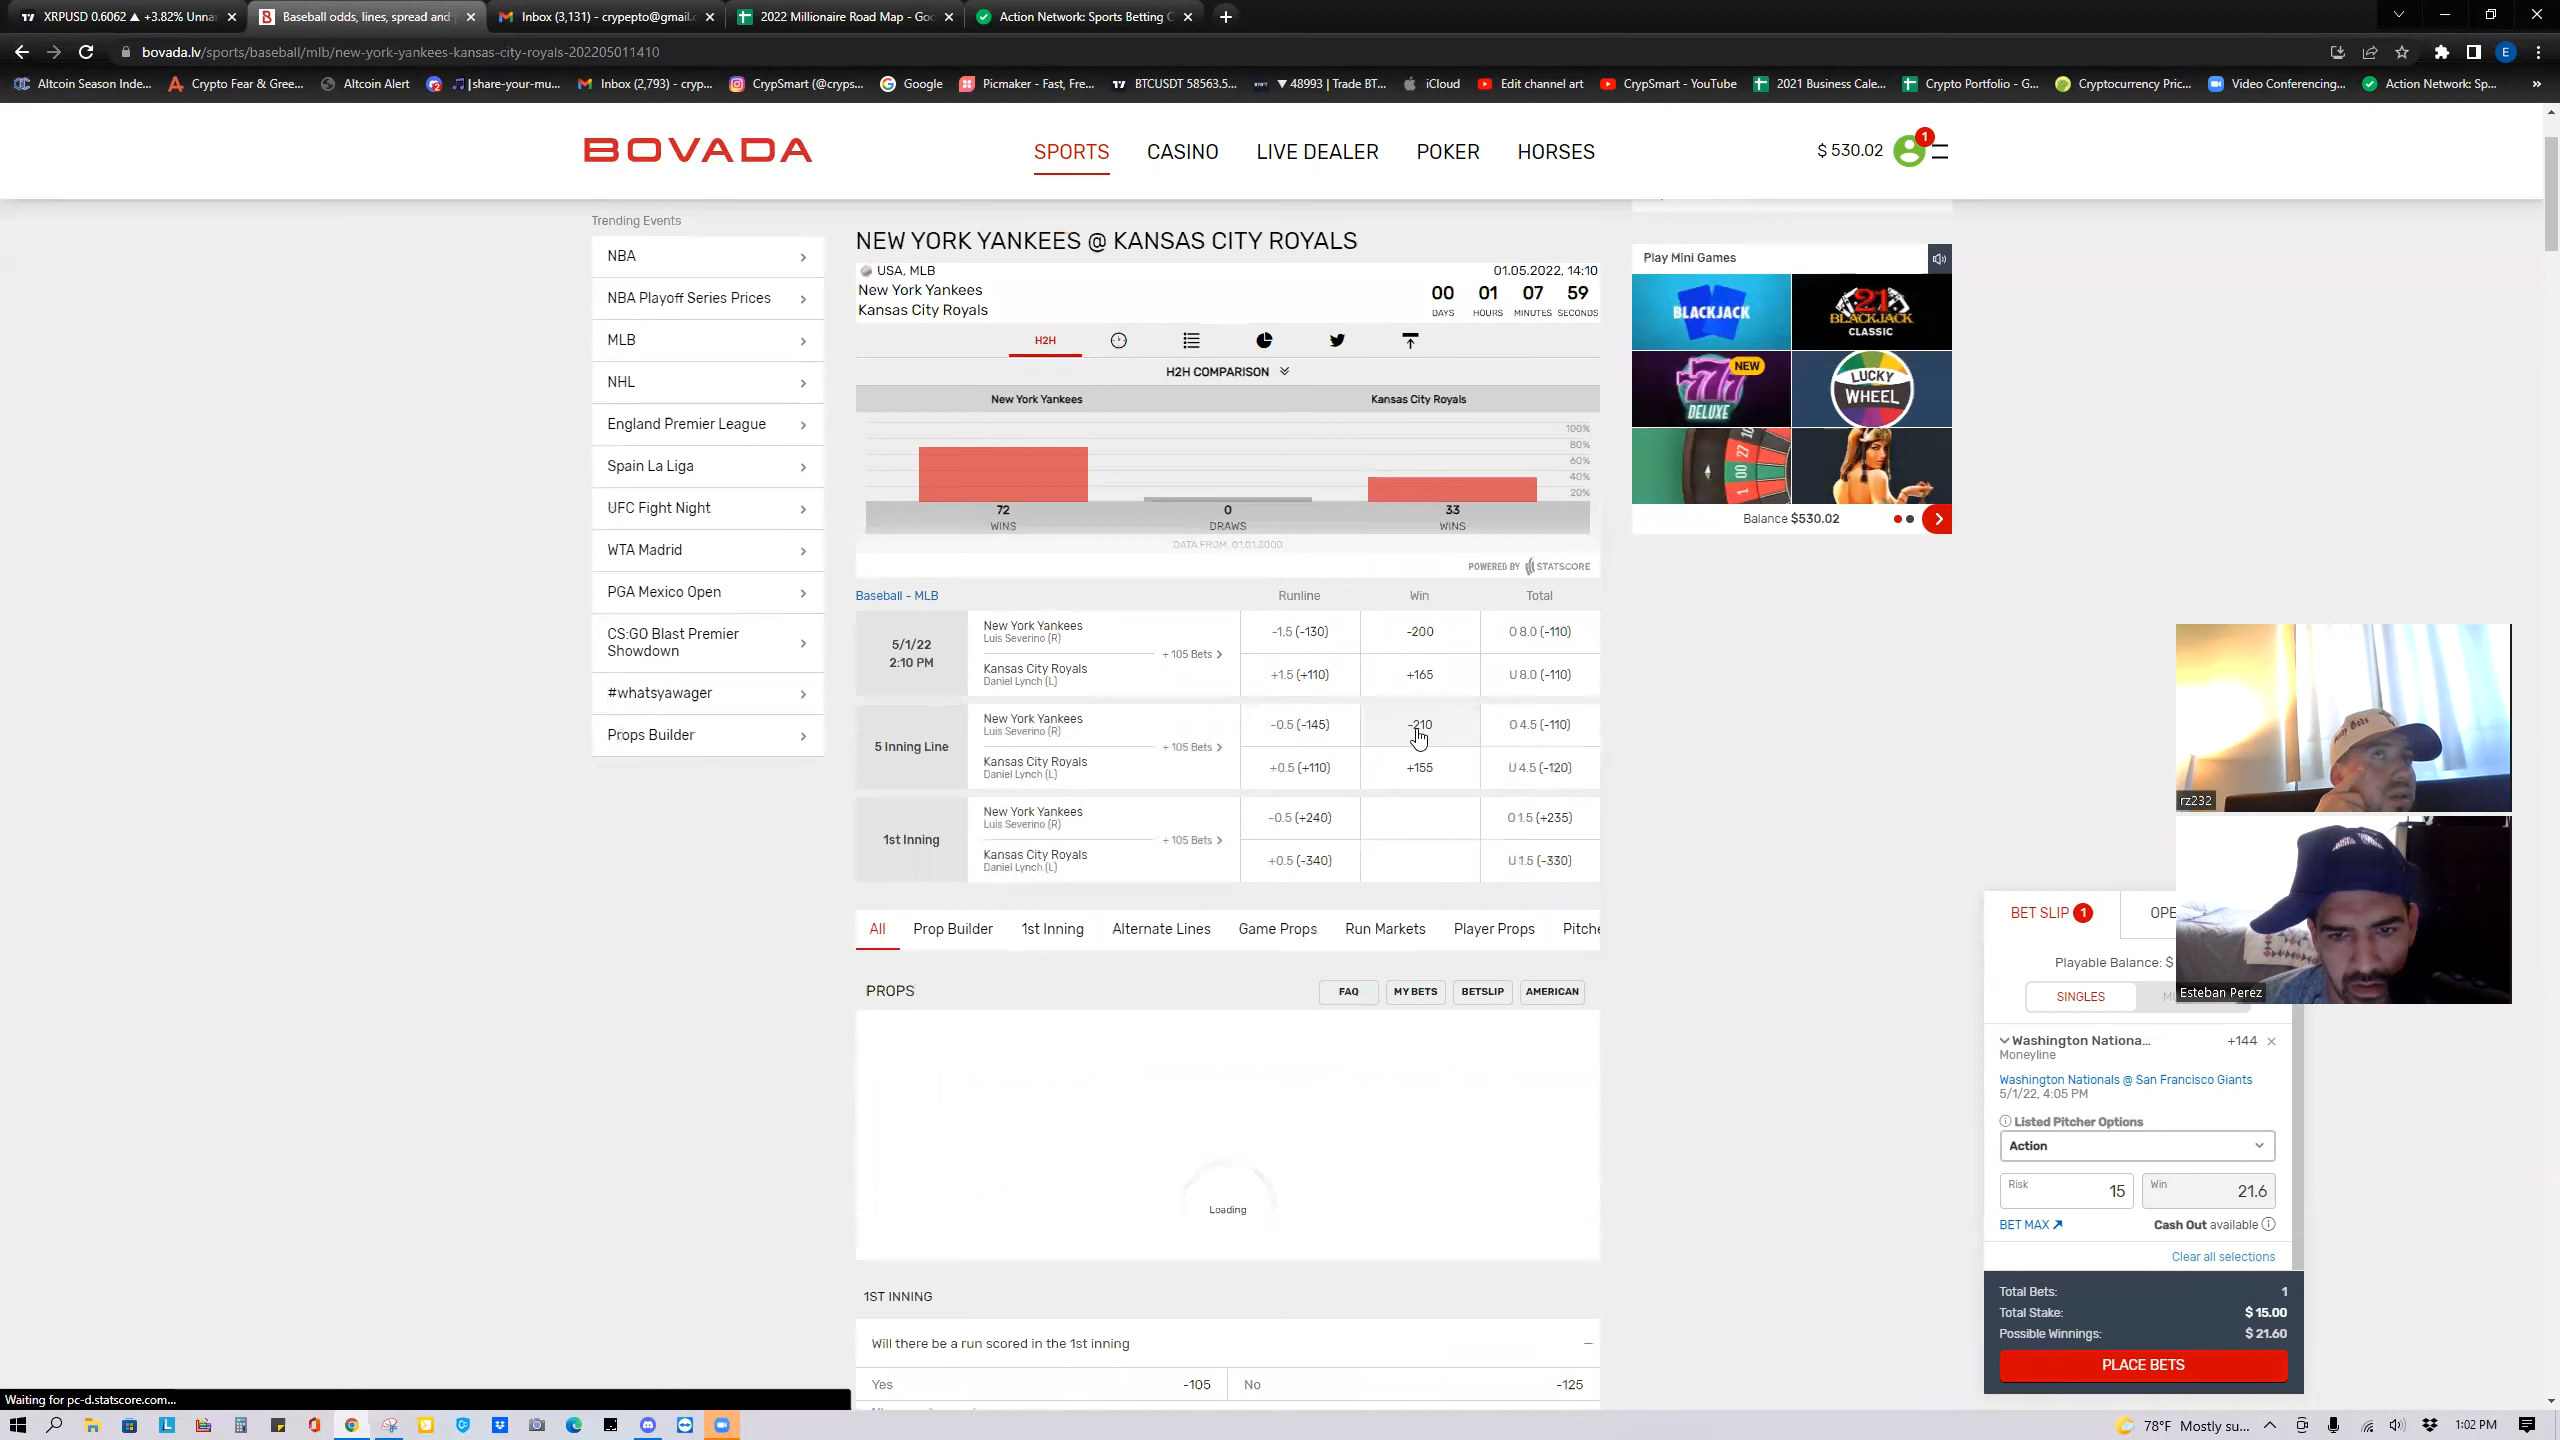 XRPUSD 0.6062 ▲ +3.82% Unna
Baseball odds, lines, spread and
Inbox (3,131) - crypepto@gmail.
2022 Millionaire Road Map - Goo
Action Network: Sports Betting
bovada.lv/sports/baseball/mlb/new-york-yankees-kansas-city-royals-202205011410
Altcoin Season Inde...
Crypto Fear & Gree...
Altcoin Alert
|share-your-mu...
Inbox (2,793) - cryp...
CrypSmart (@cryps...
Google
Picmaker - Fast, Fre...
BTCUSDT 58563.5...
▼ 48993 | Trade BT...
iCloud
Edit channel art
CrypSmart - YouTube
2021 Business Cale...
Crypto Portfolio - G...
Cryptocurrency Pric...
Video Conferencing...
Action Network: Sp...
BOVADA
SPORTS CASINO LIVE DEALER POKER HORSES
$ 530.02
1
Trending Events
NBA
NBA Playoff Series Prices
MLB
NHL
England Premier League
Spain La Liga
UFC Fight Night
WTA Madrid
PGA Mexico Open
CS:GO Blast Premier
Showdown
#whatsyawager
Props Builder
NEW YORK YANKEES @ KANSAS CITY ROYALS
USA, MLB
01.05.2022, 14:10
New York Yankees
Kansas City Royals
00 01 07 59
DAYS HOURS MINUTES SECONDS
H2H
H2H COMPARISON
New York Yankees
Kansas City Royals
100%
80%
60%
40%
20%
72 0 33
WINS DRAWS WINS
DATA FROM, 01.01.2000
POWERED BY STATSCORE
Baseball - MLB Runline Win Total
5/1/22
2:10 PM
New York Yankees
Luis Severino (R)
Kansas City Royals
Daniel Lynch (L)
+ 105 Bets >
-1.5 (-130) -200 O 8.0 (-110)
+1.5 (+110) +165 U 8.0 (-110)
5 Inning Line
New York Yankees
Luis Severino (R)
Kansas City Royals
Daniel Lynch (L)
+ 105 Bets >
-0.5 (-145) -210 O 4.5 (-110)
+0.5 (+110) +155 U 4.5 (-120)
1st Inning
New York Yankees
Luis Severino (R)
Kansas City Royals
Daniel Lynch (L)
+ 105 Bets >
-0.5 (+240) O 1.5 (+235)
+0.5 (-340) U 1.5 (-330)
All Prop Builder 1st Inning Alternate Lines Game Props Run Markets Player Props Pitche
PROPS
FAQ MY BETS BETSLIP AMERICAN
Loading
1ST INNING
Will there be a run scored in the 1st inning
Yes -105 No -125
Play Mini Games
BLACKJACK
21
BLACKJACK
CLASSIC
777
DELUXE
NEW
LUCKY
WHEEL
Balance $530.02
rz232
Esteban Perez
BET SLIP 1
OPE
Playable Balance: $
SINGLES
Washington Nationa... +144
Moneyline
Washington Nationals @ San Francisco Giants
5/1/22, 4:05 PM
Listed Pitcher Options
Action
Risk 15
Win 21.6
BET MAX
Cash Out available
Clear all selections
Total Bets: 1
Total Stake: $ 15.00
Possible Winnings: $ 21.60
PLACE BETS
Waiting for pc-d.statscore.com...
78°F Mostly su...
1:02 PM